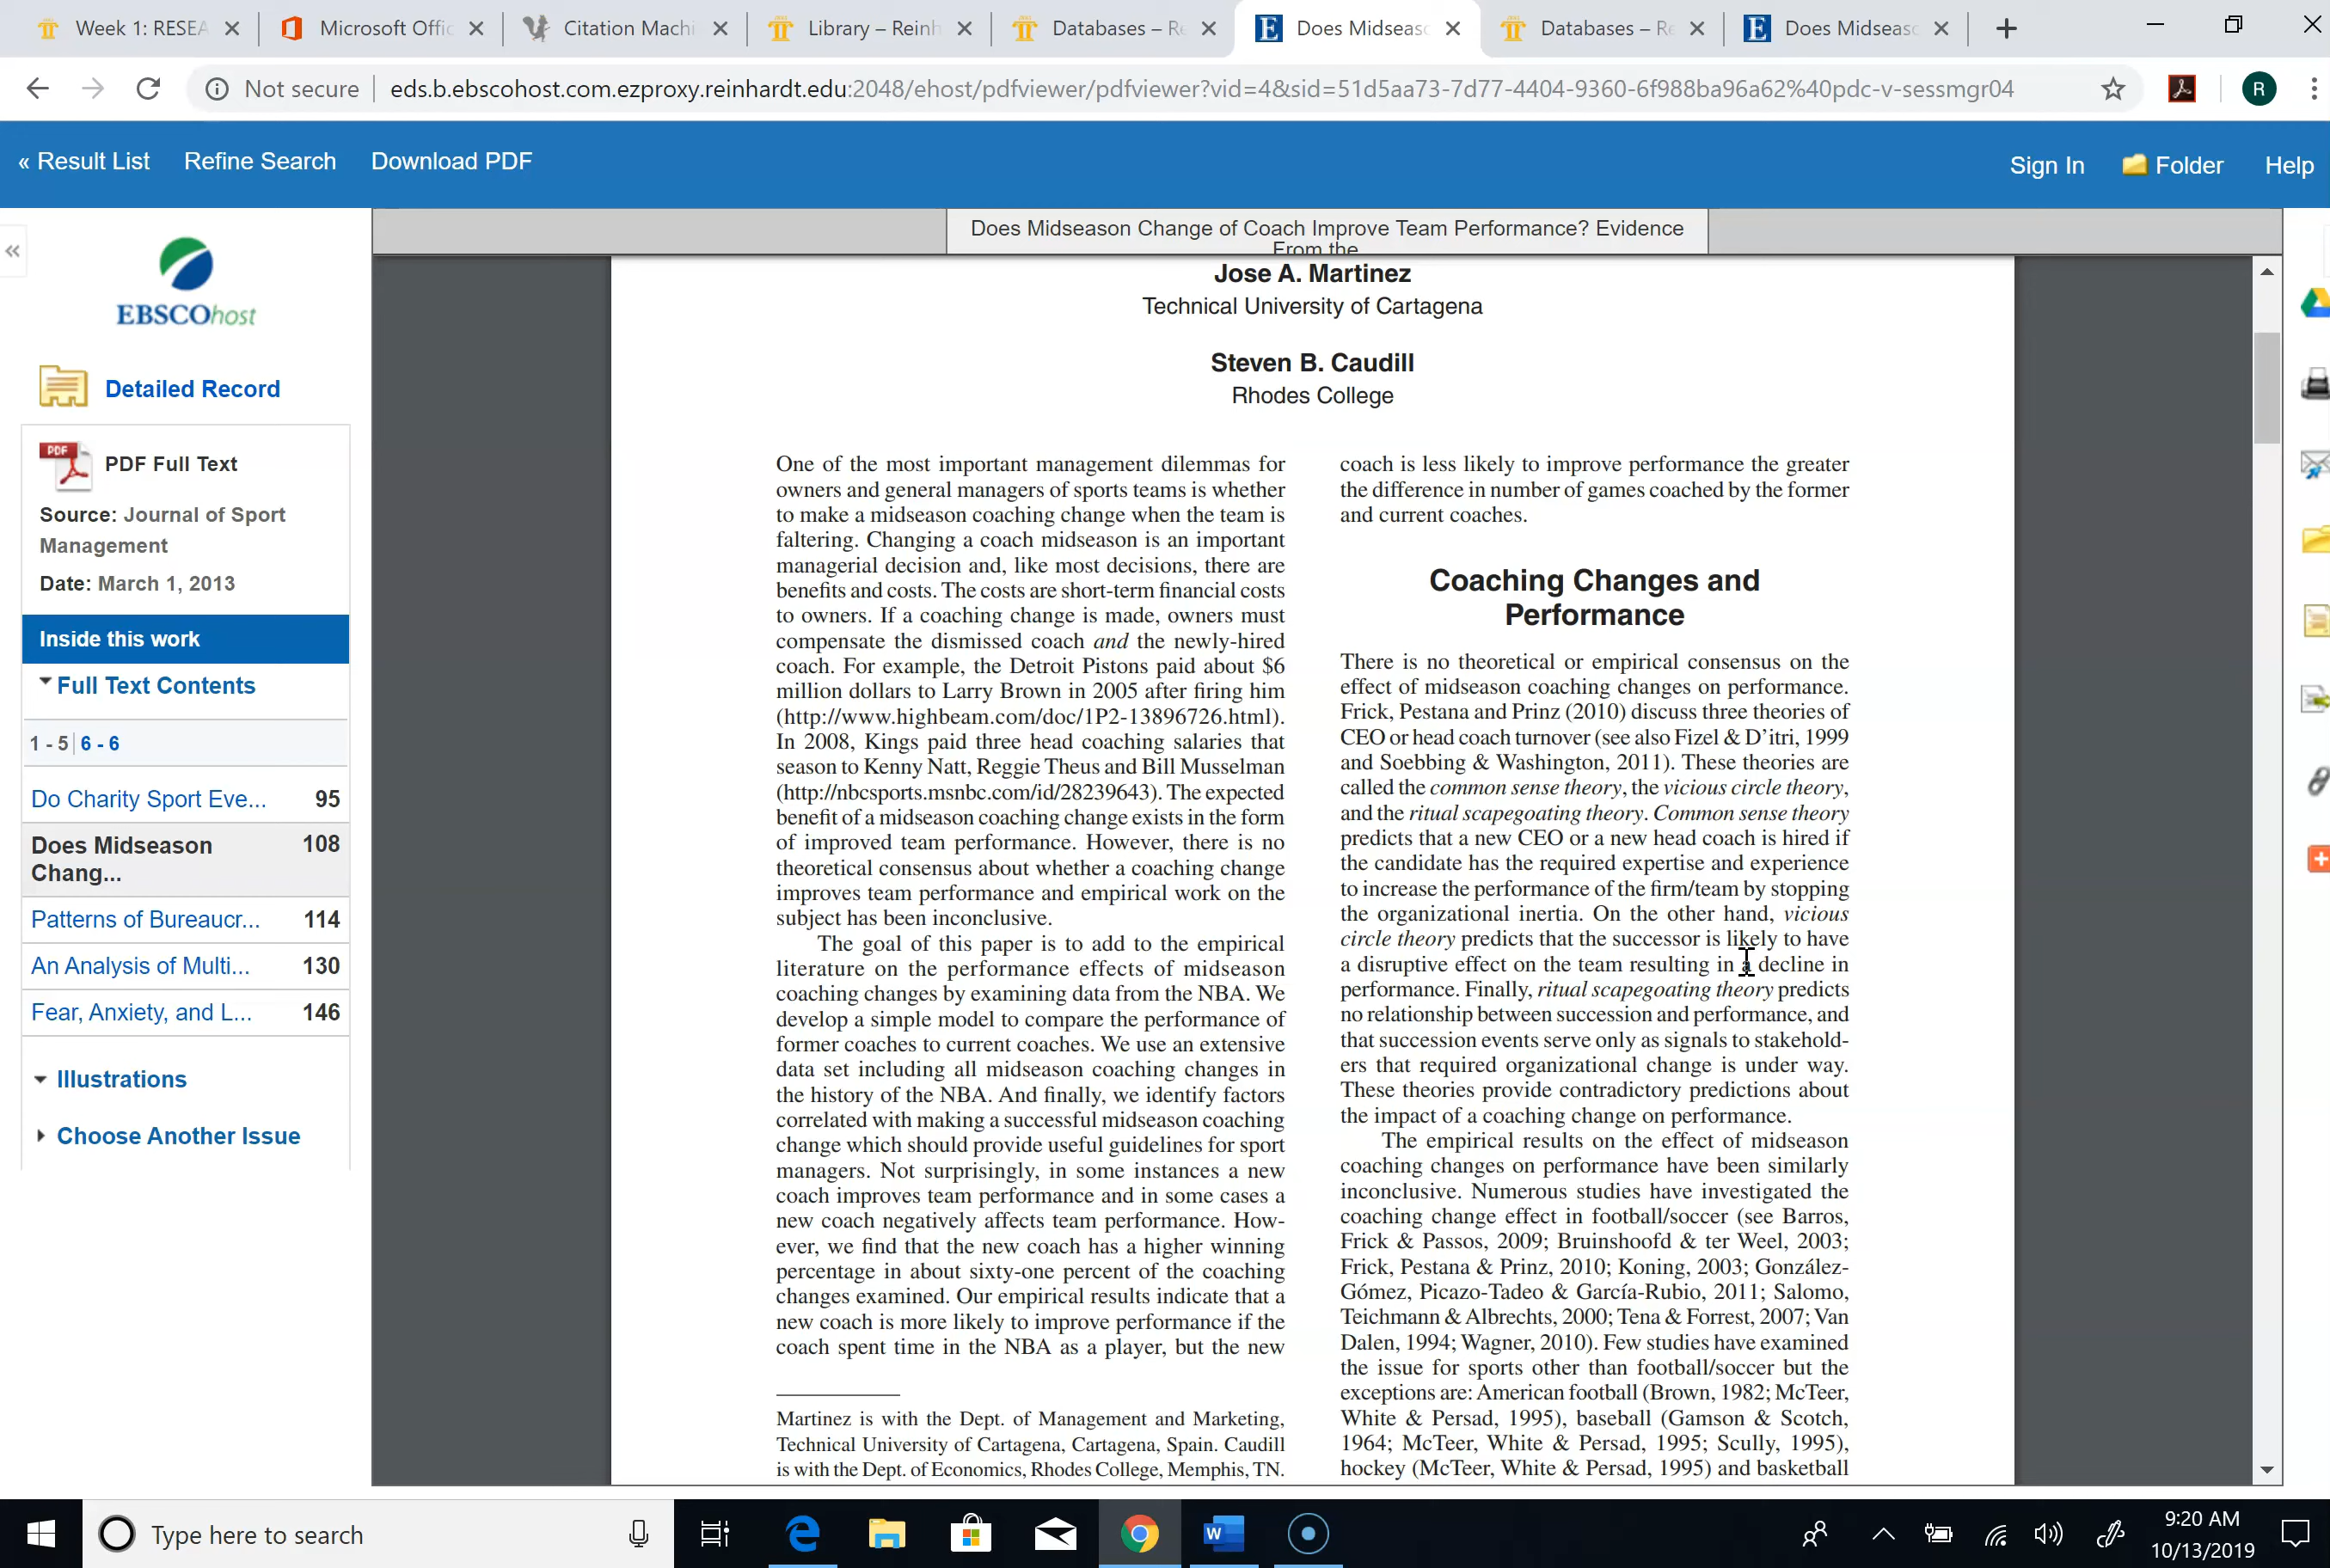 Week 1: RESEA
Microsoft Offic
Citation Machi
Library – Reinh
Databases – Re
Does Midseaso
Databases – Re
Does Midseaso
Not secure
eds.b.ebscohost.com.ezproxy.reinhardt.edu:2048/ehost/pdfviewer/pdfviewer?vid=4&sid=51d5aa73-7d77-4404-9360-6f988ba96a62%40pdc-v-sessmgr04
R
« Result List
Refine Search
Download PDF
Sign In
Folder
Help
EBSCOhost
Detailed Record
PDF
PDF Full Text
Source: Journal of Sport
Management
Date: March 1, 2013
Inside this work
Full Text Contents
1 - 5 | 6 - 6
Do Charity Sport Eve... 95
Does Midseason 108
Chang...
Patterns of Bureaucr... 114
An Analysis of Multi... 130
Fear, Anxiety, and L... 146
Illustrations
Choose Another Issue
Does Midseason Change of Coach Improve Team Performance? Evidence
From the
Jose A. Martinez
Technical University of Cartagena
Steven B. Caudill
Rhodes College
One of the most important management dilemmas for
owners and general managers of sports teams is whether
to make a midseason coaching change when the team is
faltering. Changing a coach midseason is an important
managerial decision and, like most decisions, there are
benefits and costs. The costs are short-term financial costs
to owners. If a coaching change is made, owners must
compensate the dismissed coach and the newly-hired
coach. For example, the Detroit Pistons paid about $6
million dollars to Larry Brown in 2005 after firing him
(http://www.highbeam.com/doc/1P2-13896726.html).
In 2008, Kings paid three head coaching salaries that
season to Kenny Natt, Reggie Theus and Bill Musselman
(http://nbcsports.msnbc.com/id/28239643). The expected
benefit of a midseason coaching change exists in the form
of improved team performance. However, there is no
theoretical consensus about whether a coaching change
improves team performance and empirical work on the
subject has been inconclusive.
The goal of this paper is to add to the empirical
literature on the performance effects of midseason
coaching changes by examining data from the NBA. We
develop a simple model to compare the performance of
former coaches to current coaches. We use an extensive
data set including all midseason coaching changes in
the history of the NBA. And finally, we identify factors
correlated with making a successful midseason coaching
change which should provide useful guidelines for sport
managers. Not surprisingly, in some instances a new
coach improves team performance and in some cases a
new coach negatively affects team performance. How-
ever, we find that the new coach has a higher winning
percentage in about sixty-one percent of the coaching
changes examined. Our empirical results indicate that a
new coach is more likely to improve performance if the
coach spent time in the NBA as a player, but the new
Martinez is with the Dept. of Management and Marketing,
Technical University of Cartagena, Cartagena, Spain. Caudill
is with the Dept. of Economics, Rhodes College, Memphis, TN.
coach is less likely to improve performance the greater
the difference in number of games coached by the former
and current coaches.
Coaching Changes and
Performance
There is no theoretical or empirical consensus on the
effect of midseason coaching changes on performance.
Frick, Pestana and Prinz (2010) discuss three theories of
CEO or head coach turnover (see also Fizel & D'itri, 1999
and Soebbing & Washington, 2011). These theories are
called the common sense theory, the vicious circle theory,
and the ritual scapegoating theory. Common sense theory
predicts that a new CEO or a new head coach is hired if
the candidate has the required expertise and experience
to increase the performance of the firm/team by stopping
the organizational inertia. On the other hand, vicious
circle theory predicts that the successor is likely to have
a disruptive effect on the team resulting in a decline in
performance. Finally, ritual scapegoating theory predicts
no relationship between succession and performance, and
that succession events serve only as signals to stakehold-
ers that required organizational change is under way.
These theories provide contradictory predictions about
the impact of a coaching change on performance.
The empirical results on the effect of midseason
coaching changes on performance have been similarly
inconclusive. Numerous studies have investigated the
coaching change effect in football/soccer (see Barros,
Frick & Passos, 2009; Bruinshoofd & ter Weel, 2003;
Frick, Pestana & Prinz, 2010; Koning, 2003; González-
Gómez, Picazo-Tadeo & García-Rubio, 2011; Salomo,
Teichmann & Albrechts, 2000; Tena & Forrest, 2007; Van
Dalen, 1994; Wagner, 2010). Few studies have examined
the issue for sports other than football/soccer but the
exceptions are: American football (Brown, 1982; McTeer,
White & Persad, 1995), baseball (Gamson & Scotch,
1964; McTeer, White & Persad, 1995; Scully, 1995),
hockey (McTeer, White & Persad, 1995) and basketball
Type here to search
9:20 AM
10/13/2019